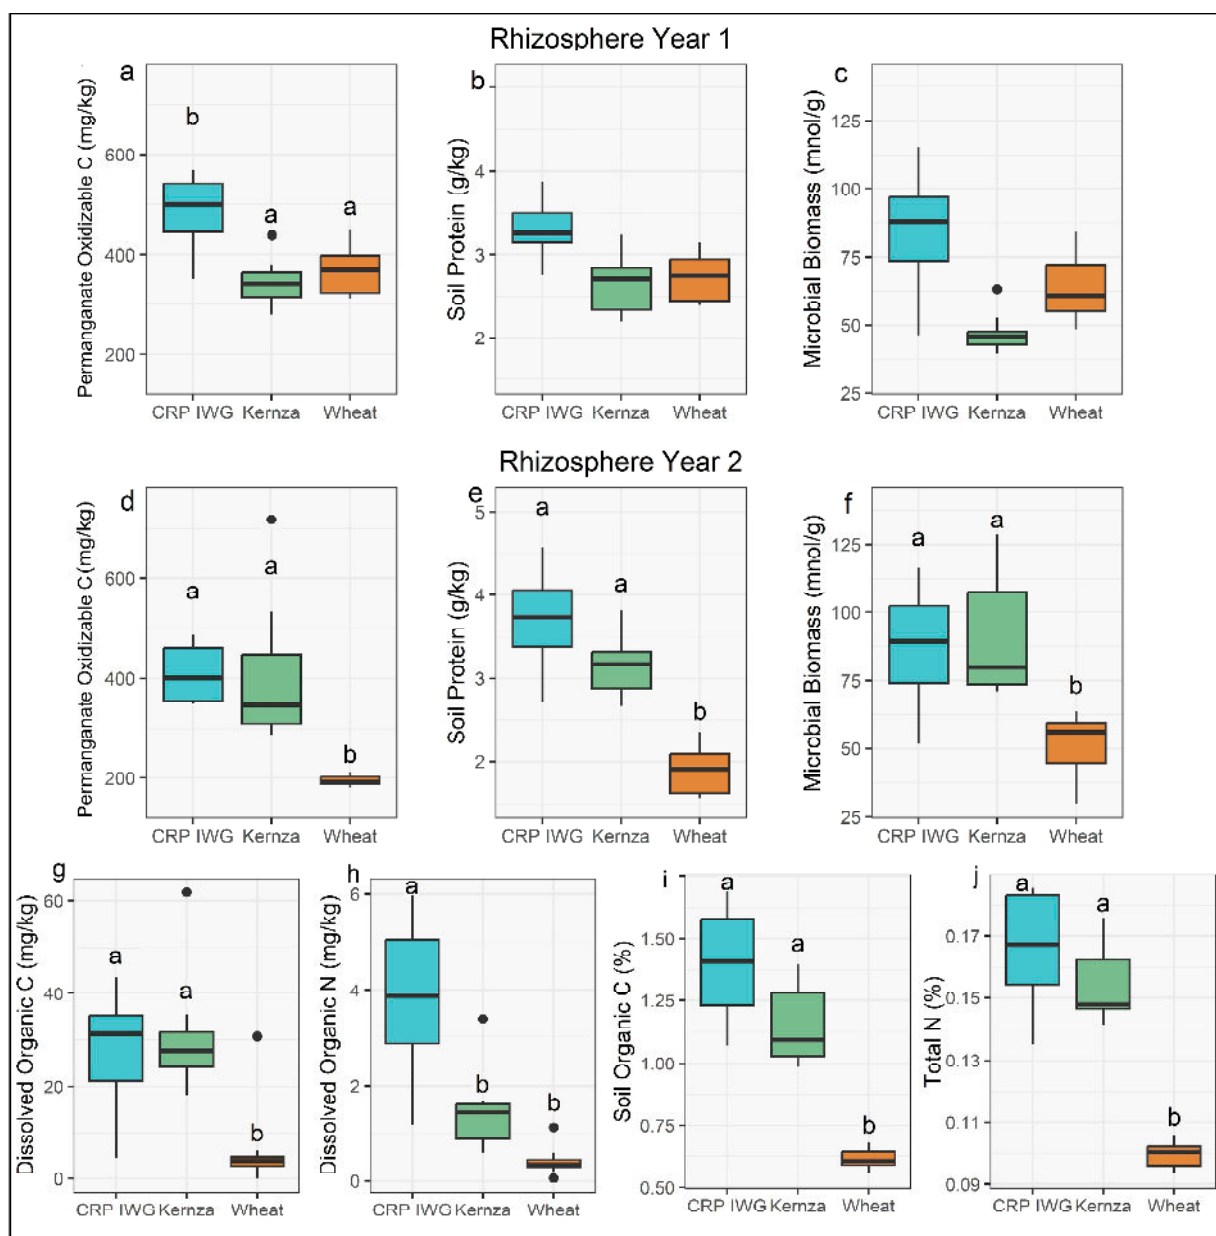 Rhizosphere Year 1
a
Permanganate Oxidizable C (mg/kg)
600
400
200
b
a
a
CRP IWG Kernza Wheat
b
Soil Protein (g/kg)
4
3
2
CRP IWG Kernza Wheat
c
Microbial Biomass (mnol/g)
125
100
75
50
25
CRP IWG Kernza Wheat
Rhizosphere Year 2
d
Permanganate Oxidizable C(mg/kg)
600
400
200
a
a
b
CRP IWG Kernza Wheat
e
Soil Protein (g/kg)
5
4
3
2
a
a
b
CRP IWG Kernza Wheat
f
Microbial Biomass (mnol/g)
125
100
75
50
25
a
a
b
CRP IWG Kernza Wheat
g
Dissolved Organic C (mg/kg)
60
40
20
0
a
a
b
CRP IWG Kernza Wheat
h
Dissolved Organic N (mg/kg)
6
4
2
0
a
b
b
CRP IWG Kernza Wheat
i
Soil Organic C (%)
1.50
1.25
1.00
0.75
0.50
a
a
b
CRP IWG Kernza Wheat
j
Total N (%)
0.17
0.15
0.13
0.11
0.09
a
a
b
CRP IWG Kernza Wheat